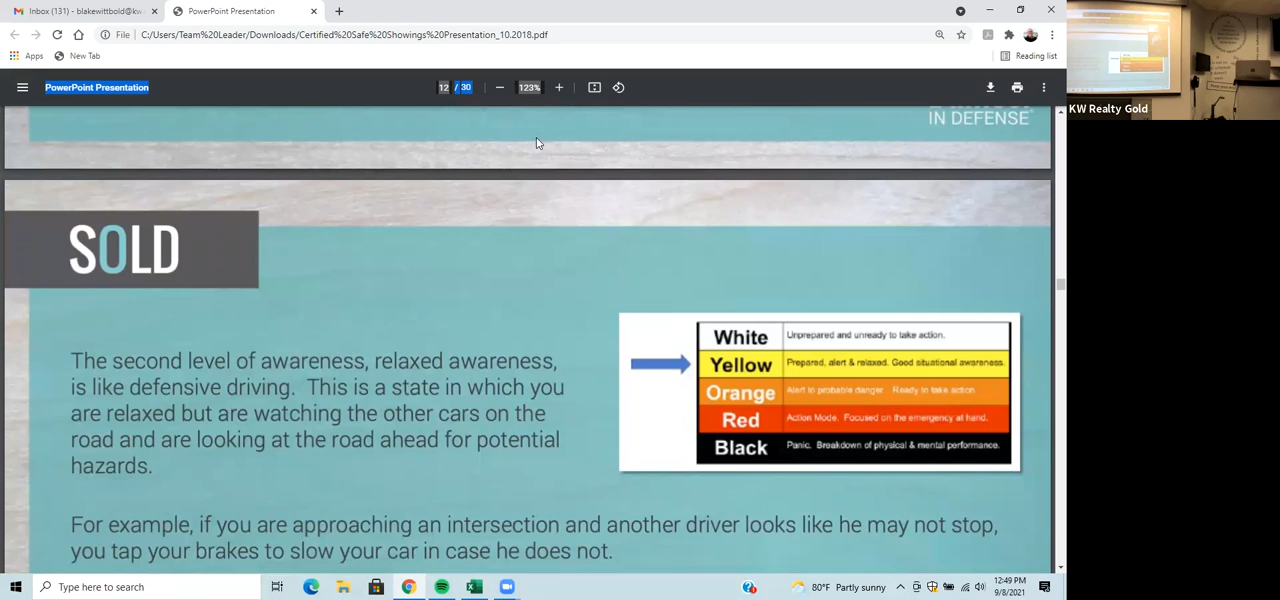 Inbox (131) - blakewittbold@kw
PowerPoint Presentation
File
C:/Users/Team%20Leader/Downloads/Certified%20Safe%20Showings%20Presentation_10.2018.pdf
Apps
New Tab
Reading list
PowerPoint Presentation
12 / 30
123%
KW Realty Gold
IN DEFENSE
SOLD
The second level of awareness, relaxed awareness,
is like defensive driving. This is a state in which you
are relaxed but are watching the other cars on the
road and are looking at the road ahead for potential
hazards.
White Unprepared and unready to take action.
Yellow Prepared, alert & relaxed. Good situational awareness.
Orange Alert to probable danger Ready to take action
Red Action Mode. Focused on the emergency at hand.
Black Panic. Breakdown of physical & mental performance.
For example, if you are approaching an intersection and another driver looks like he may not stop,
you tap your brakes to slow your car in case he does not.
Type here to search
80°F Partly sunny
12:49 PM
9/8/2021